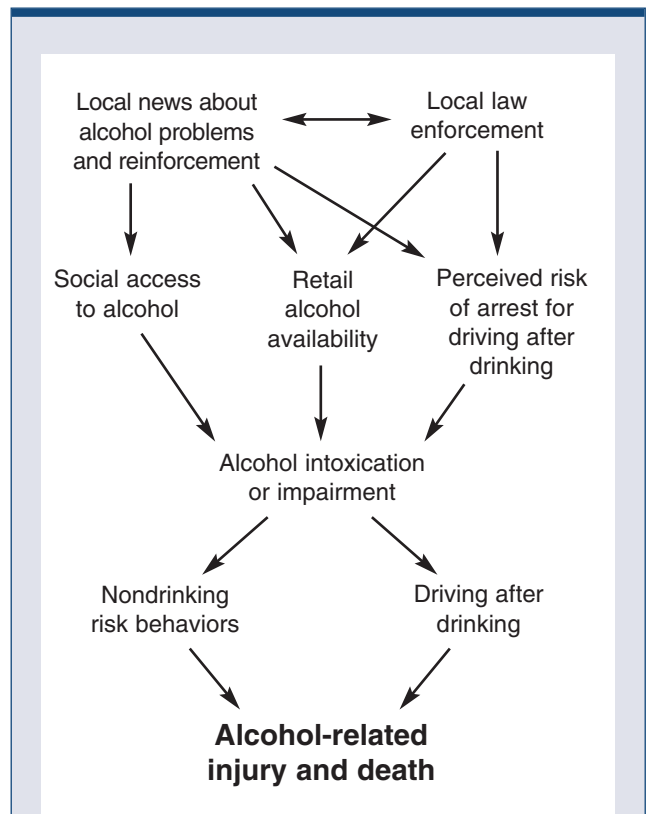 Local news about
alcohol problems
and reinforcement
Local law
enforcement
Social access
to alcohol
Retail
alcohol
availability
Perceived risk
of arrest for
driving after
drinking
Alcohol intoxication
or impairment
Nondrinking
risk behaviors
Driving after
drinking
Alcohol-related
injury and death